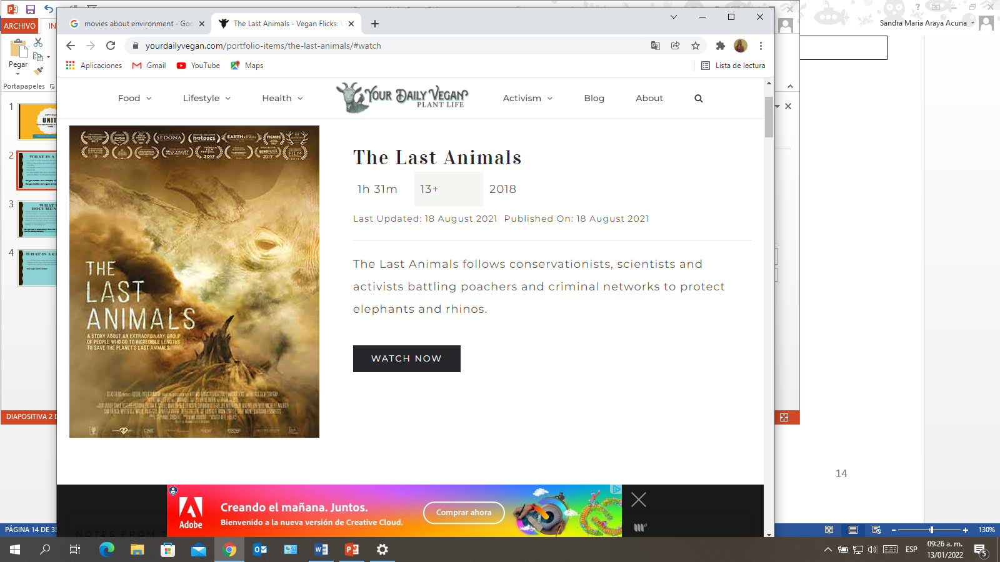 ARCHIVO
Sandra Maria Araya Acuna
Pegar
Portapapeles
1
2
3
4
movies about environment - Goo
The Last Animals - Vegan Flicks:
yourdailyvegan.com/portfolio-items/the-last-animals/#watch
Aplicaciones
Gmail
YouTube
Maps
Lista de lectura
Food
Lifestyle
Health
YOUR DAILY VEGAN
PLANT LIFE
Activism
Blog
About
SEDONA
hotDOCS
EARTHx Film
2017
THE
LAST
ANIMALS
A STORY ABOUT AN EXTRAORDINARY GROUP
OF PEOPLE WHO GO TO INCREDIBLE LENGTHS
TO SAVE THE PLANET'S LAST ANIMALS.
The Last Animals
1h 31m
13+
2018
Last Updated: 18 August 2021 Published On: 18 August 2021
The Last Animals follows conservationists, scientists and
activists battling poachers and criminal networks to protect
elephants and rhinos.
WATCH NOW
Adobe
Creando el mañana. Juntos.
Bienvenido a la nueva versión de Creative Cloud.
Comprar ahora
NOTES FROM T
14
DIAPOSITIVA 2 D
PÁGINA 14 DE 35
130%
ESP
09:26 a. m.
13/01/2022
5